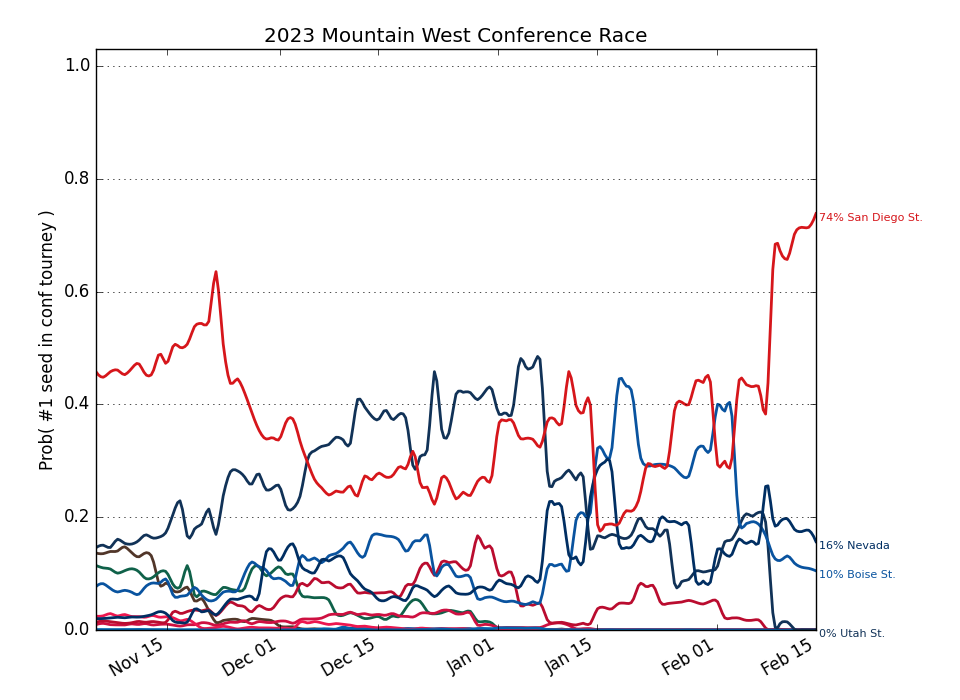 2023 Mountain West Conference Race
Prob( #1 seed in conf tourney )
1.0
0.8
0.6
0.4
0.2
0.0
74% San Diego St.
16% Nevada
10% Boise St.
0% Utah St.
Nov 15
Dec 01
Dec 15
Jan 01
Jan 15
Feb 01
Feb 15